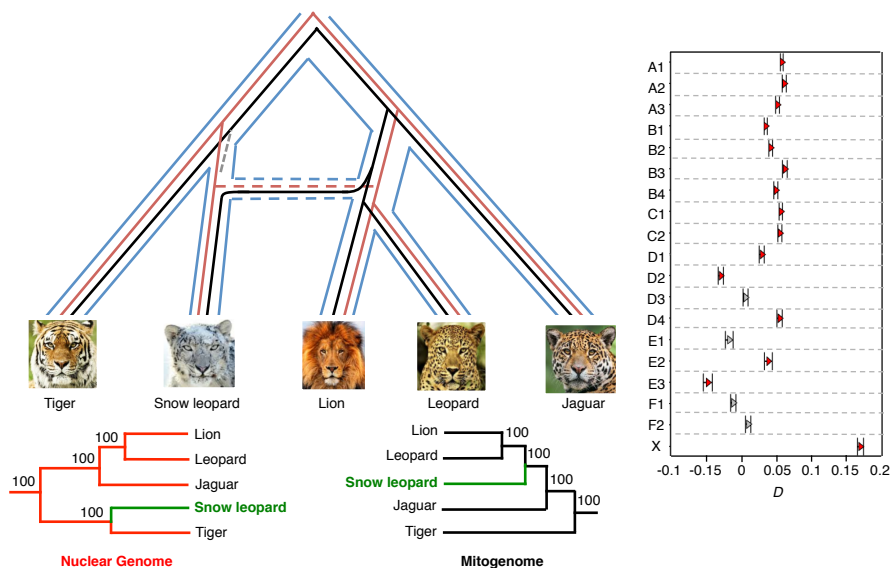 Tiger
Snow leopard
Lion
Leopard
Jaguar
100
100
100
100
Lion
Leopard
Jaguar
Snow leopard
Tiger
Nuclear Genome
Lion
Leopard
Snow leopard
Jaguar
Tiger
100
100
100
100
Mitogenome
A1
A2
A3
B1
B2
B3
B4
C1
C2
D1
D2
D3
D4
E1
E2
E3
F1
F2
X
-0.1 -0.15 0 0.05 0.1 0.15 0.2
D